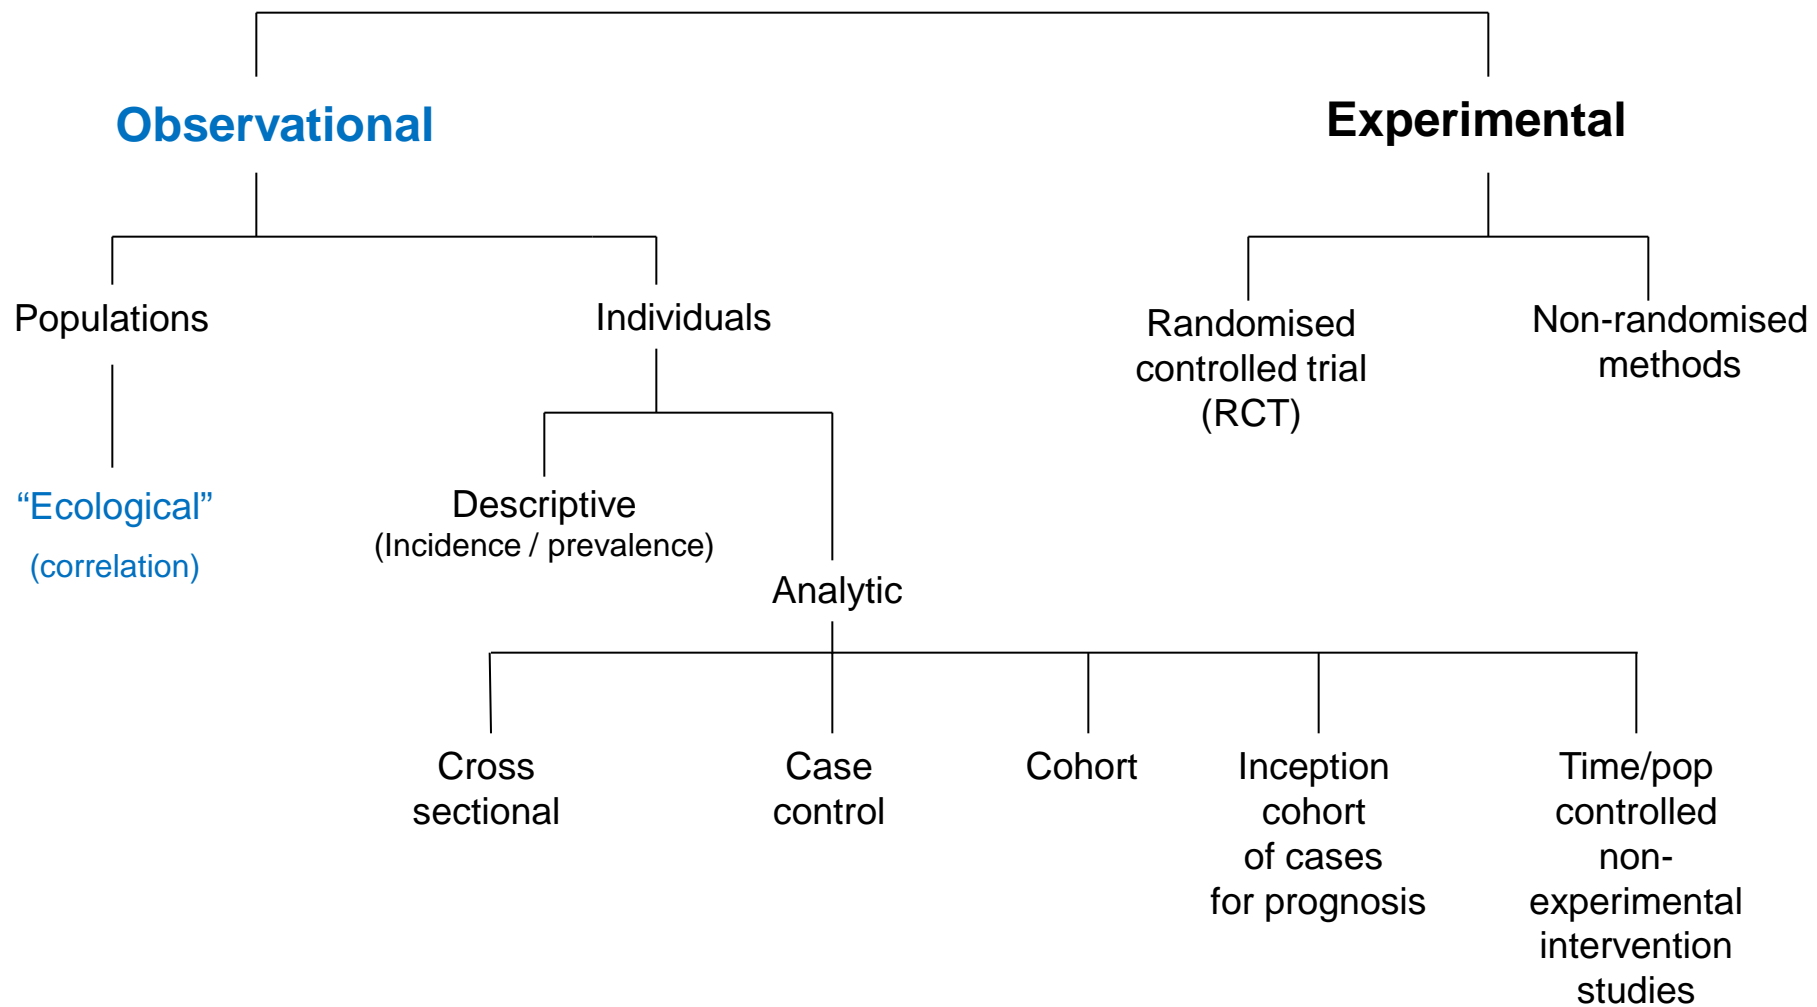 Observational
Experimental
Populations
Individuals
Randomised
controlled trial
(RCT)
Non-randomised
methods
“Ecological”
(correlation)
Descriptive
(Incidence / prevalence)
Analytic
Cross
sectional
Case
control
Cohort
Inception
cohort
of cases
for prognosis
Time/pop
controlled
non-
experimental
intervention
studies